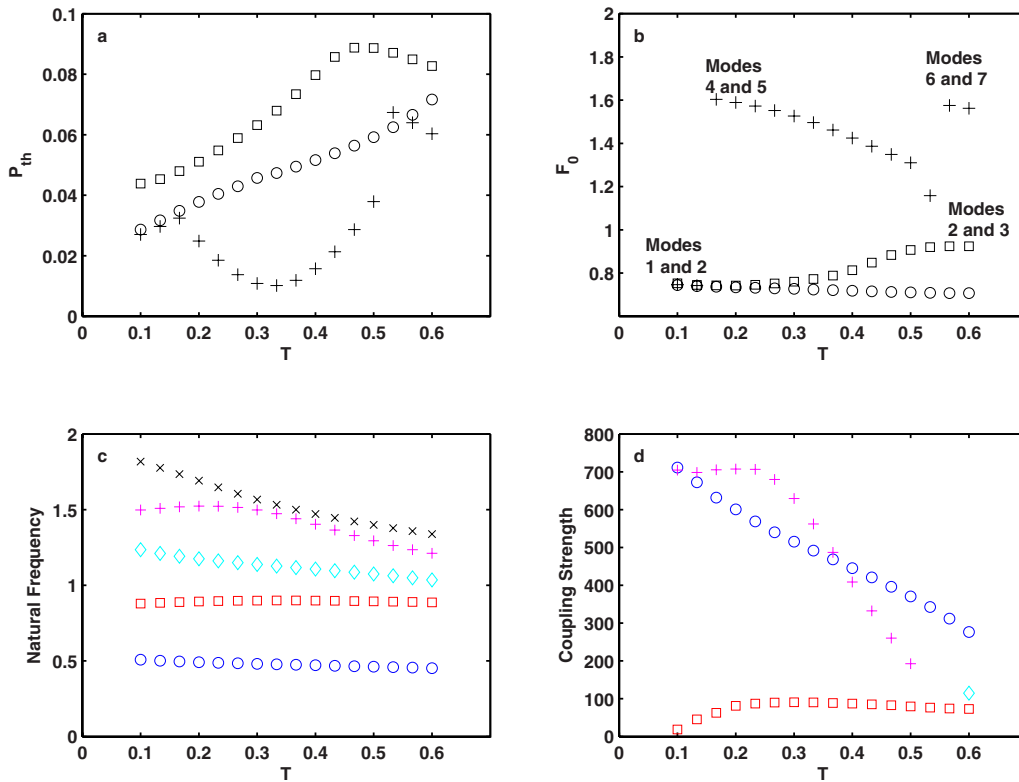 a
0.1
0.08
0.06
0.04
0.02
0
P_th
0 0.1 0.2 0.3 0.4 0.5 0.6
T
b
2
1.8
1.6
1.4
1.2
1
0.8
0.6
F_0
Modes
4 and 5
Modes
6 and 7
Modes
2 and 3
Modes
1 and 2
0 0.1 0.2 0.3 0.4 0.5 0.6
T
c
2
1.5
1
0.5
0
Natural Frequency
0 0.1 0.2 0.3 0.4 0.5 0.6
T
d
800
700
600
500
400
300
200
100
0
Coupling Strength
0 0.1 0.2 0.3 0.4 0.5 0.6
T